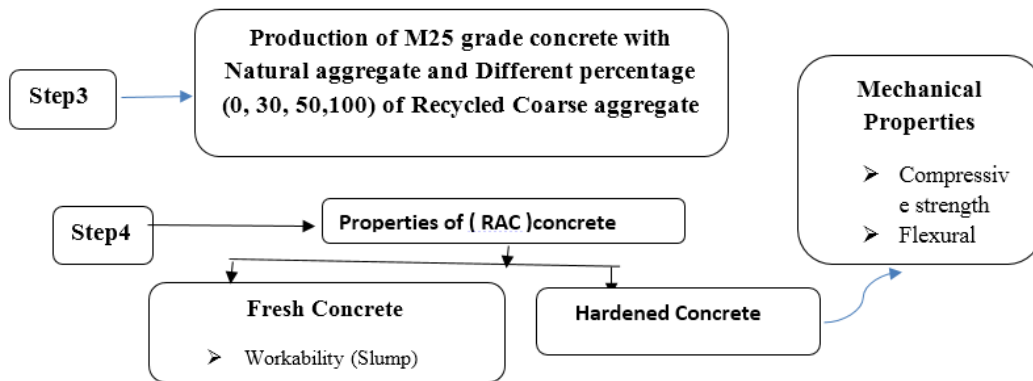 Step3
Production of M25 grade concrete with
Natural aggregate and Different percentage
(0, 30, 50,100) of Recycled Coarse aggregate
Mechanical
Properties
➤ Compressiv
e strength
➤ Flexural
Step4
Properties of ( RAC )concrete
Fresh Concrete
➤ Workability (Slump)
Hardened Concrete